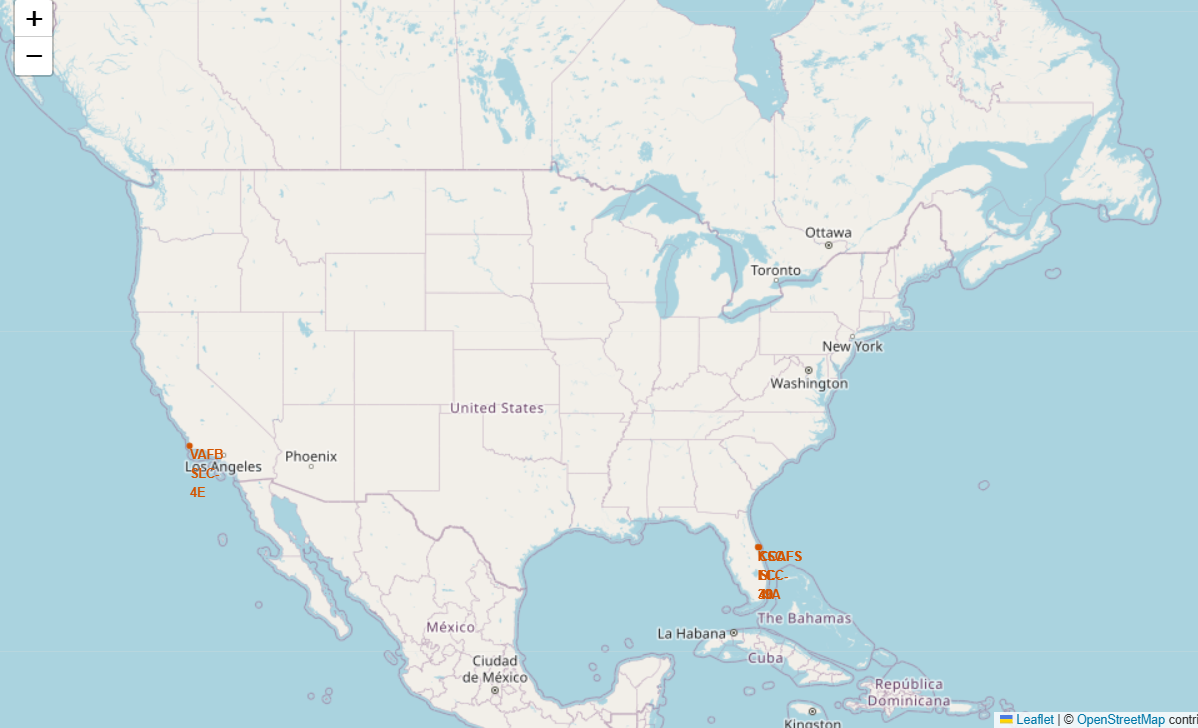 +
−
Ottawa
Toronto
New York
Washington
United States
VAFB
SLC-
4E
Los Angeles
Phoenix
The Bahamas
La Habana
México
Cuba
Ciudad
de México
República
Dominicana
Kingston
Leaflet | © OpenStreetMap contri